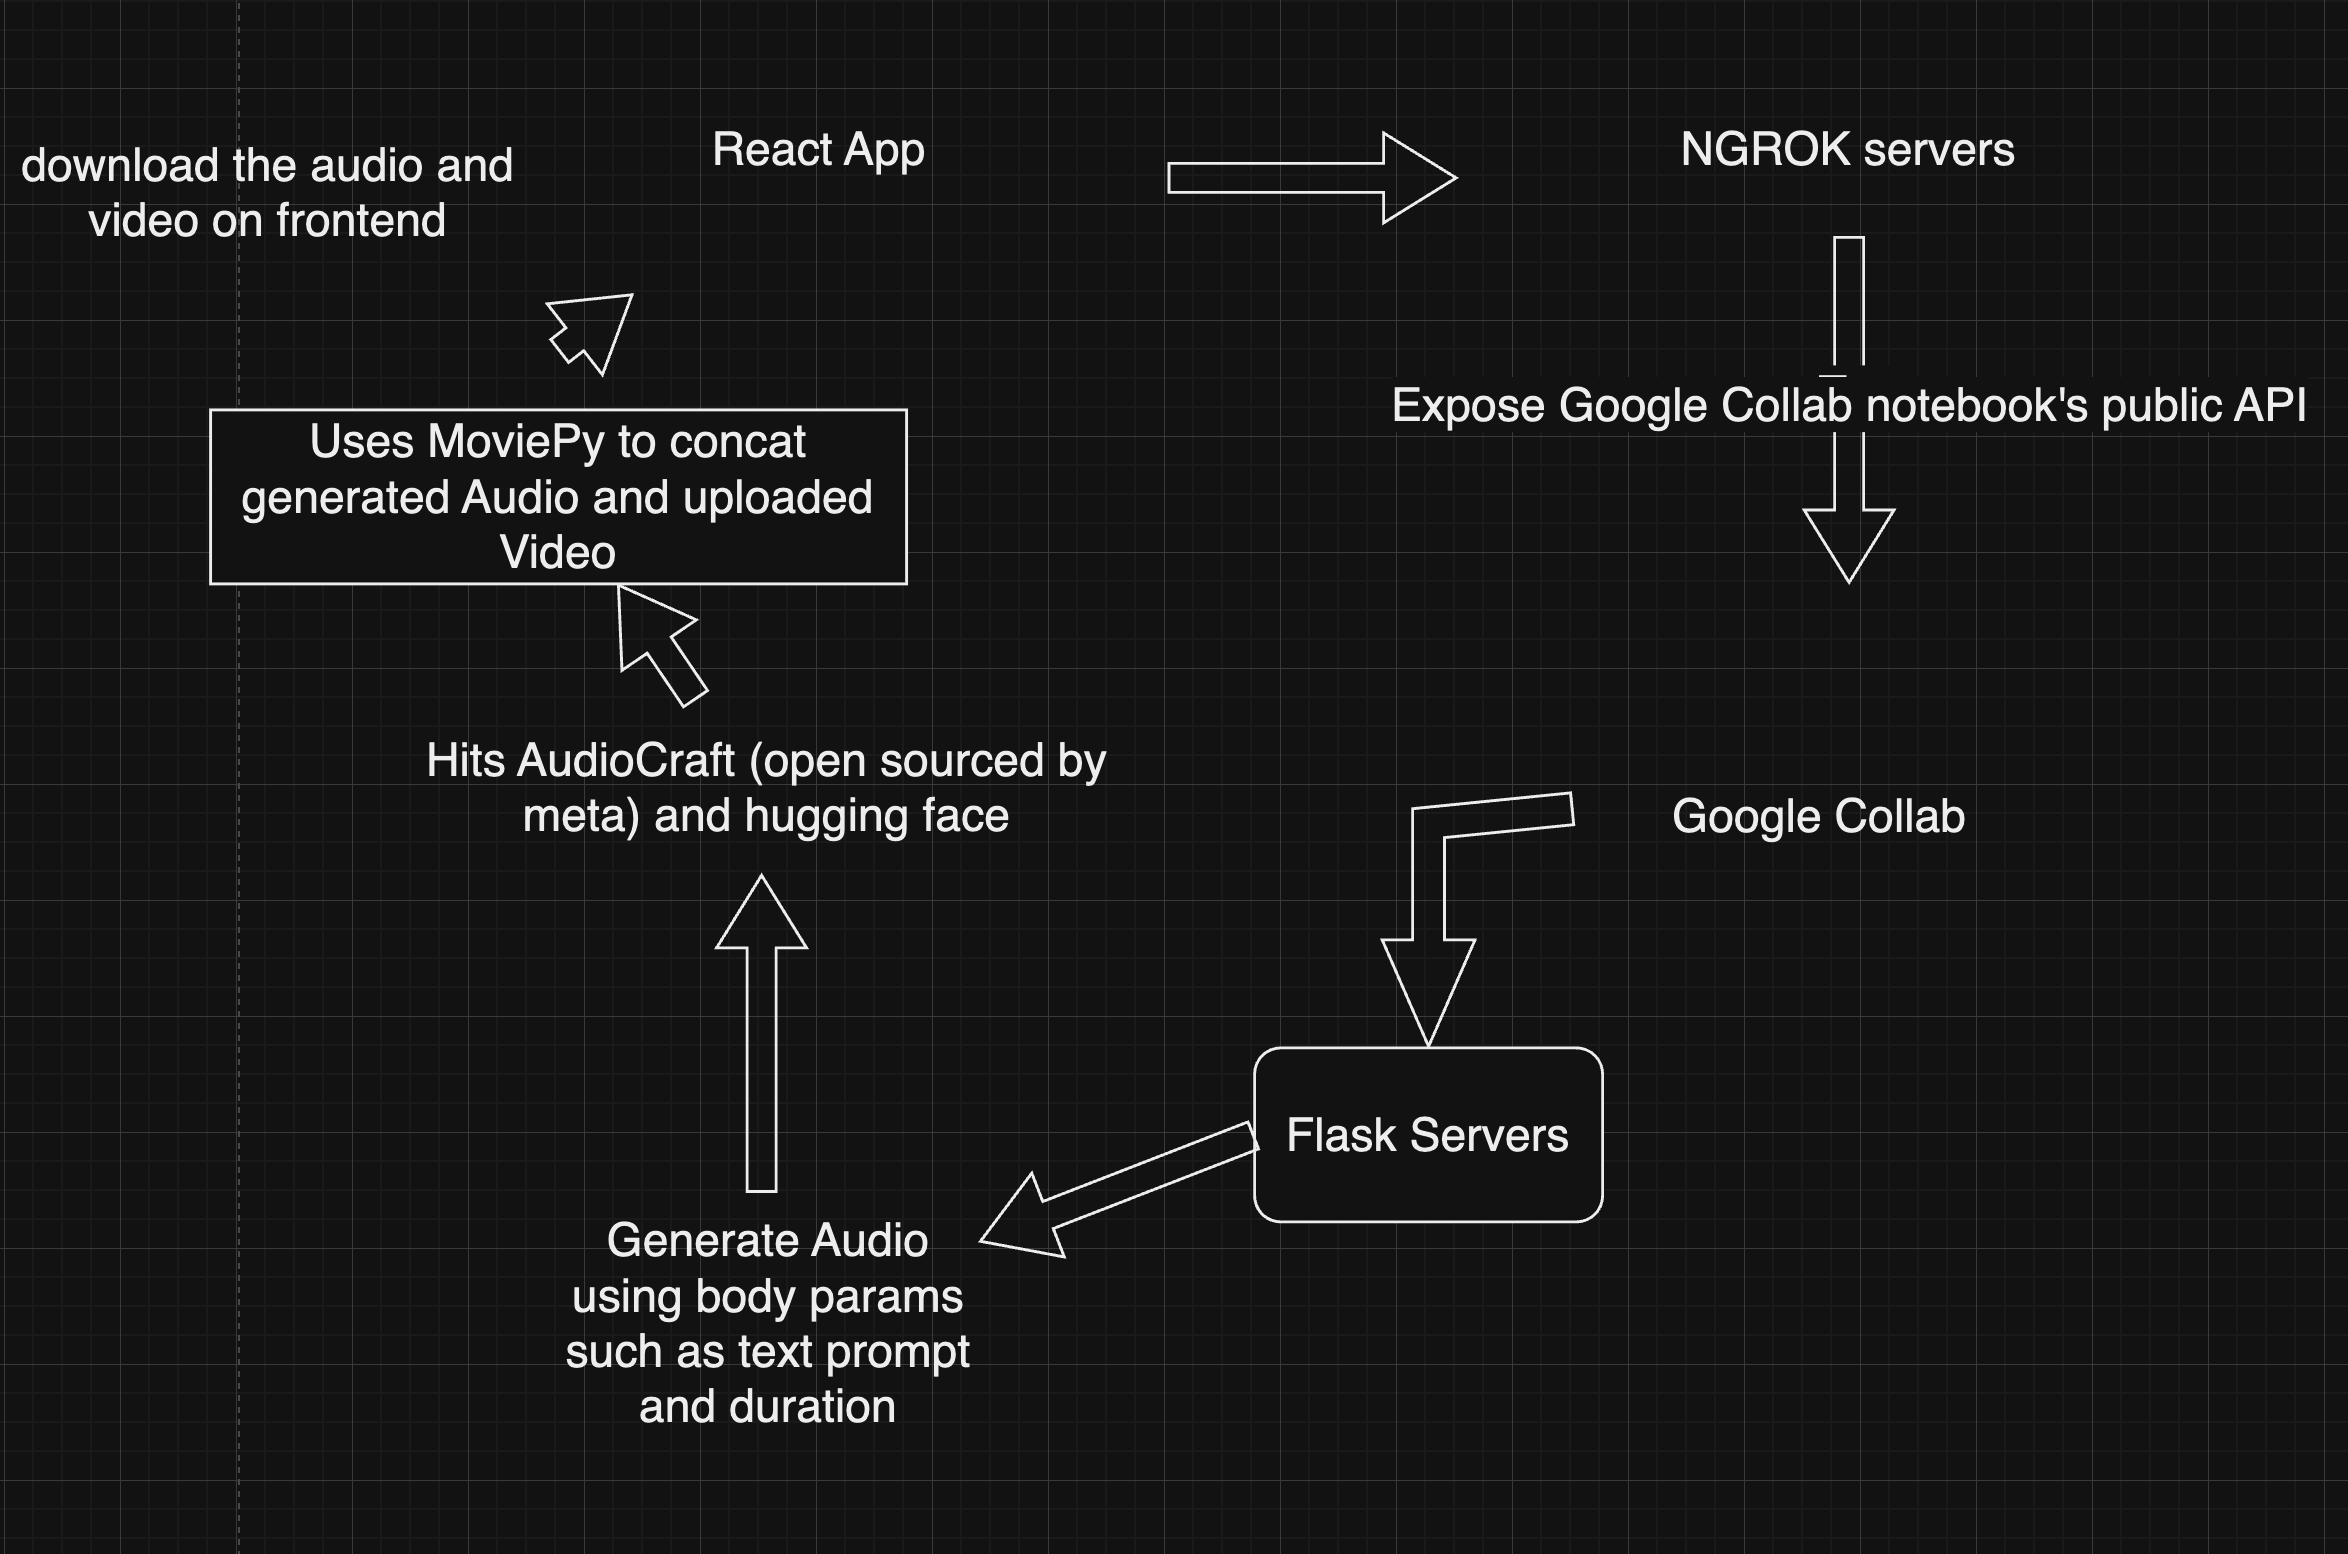 download the audio and
video on frontend
React App
NGROK servers
Expose Google Collab notebook's public API
Uses MoviePy to concat
generated Audio and uploaded
Video
Hits AudioCraft (open sourced by
meta) and hugging face
Google Collab
Flask Servers
Generate Audio
using body params
such as text prompt
and duration